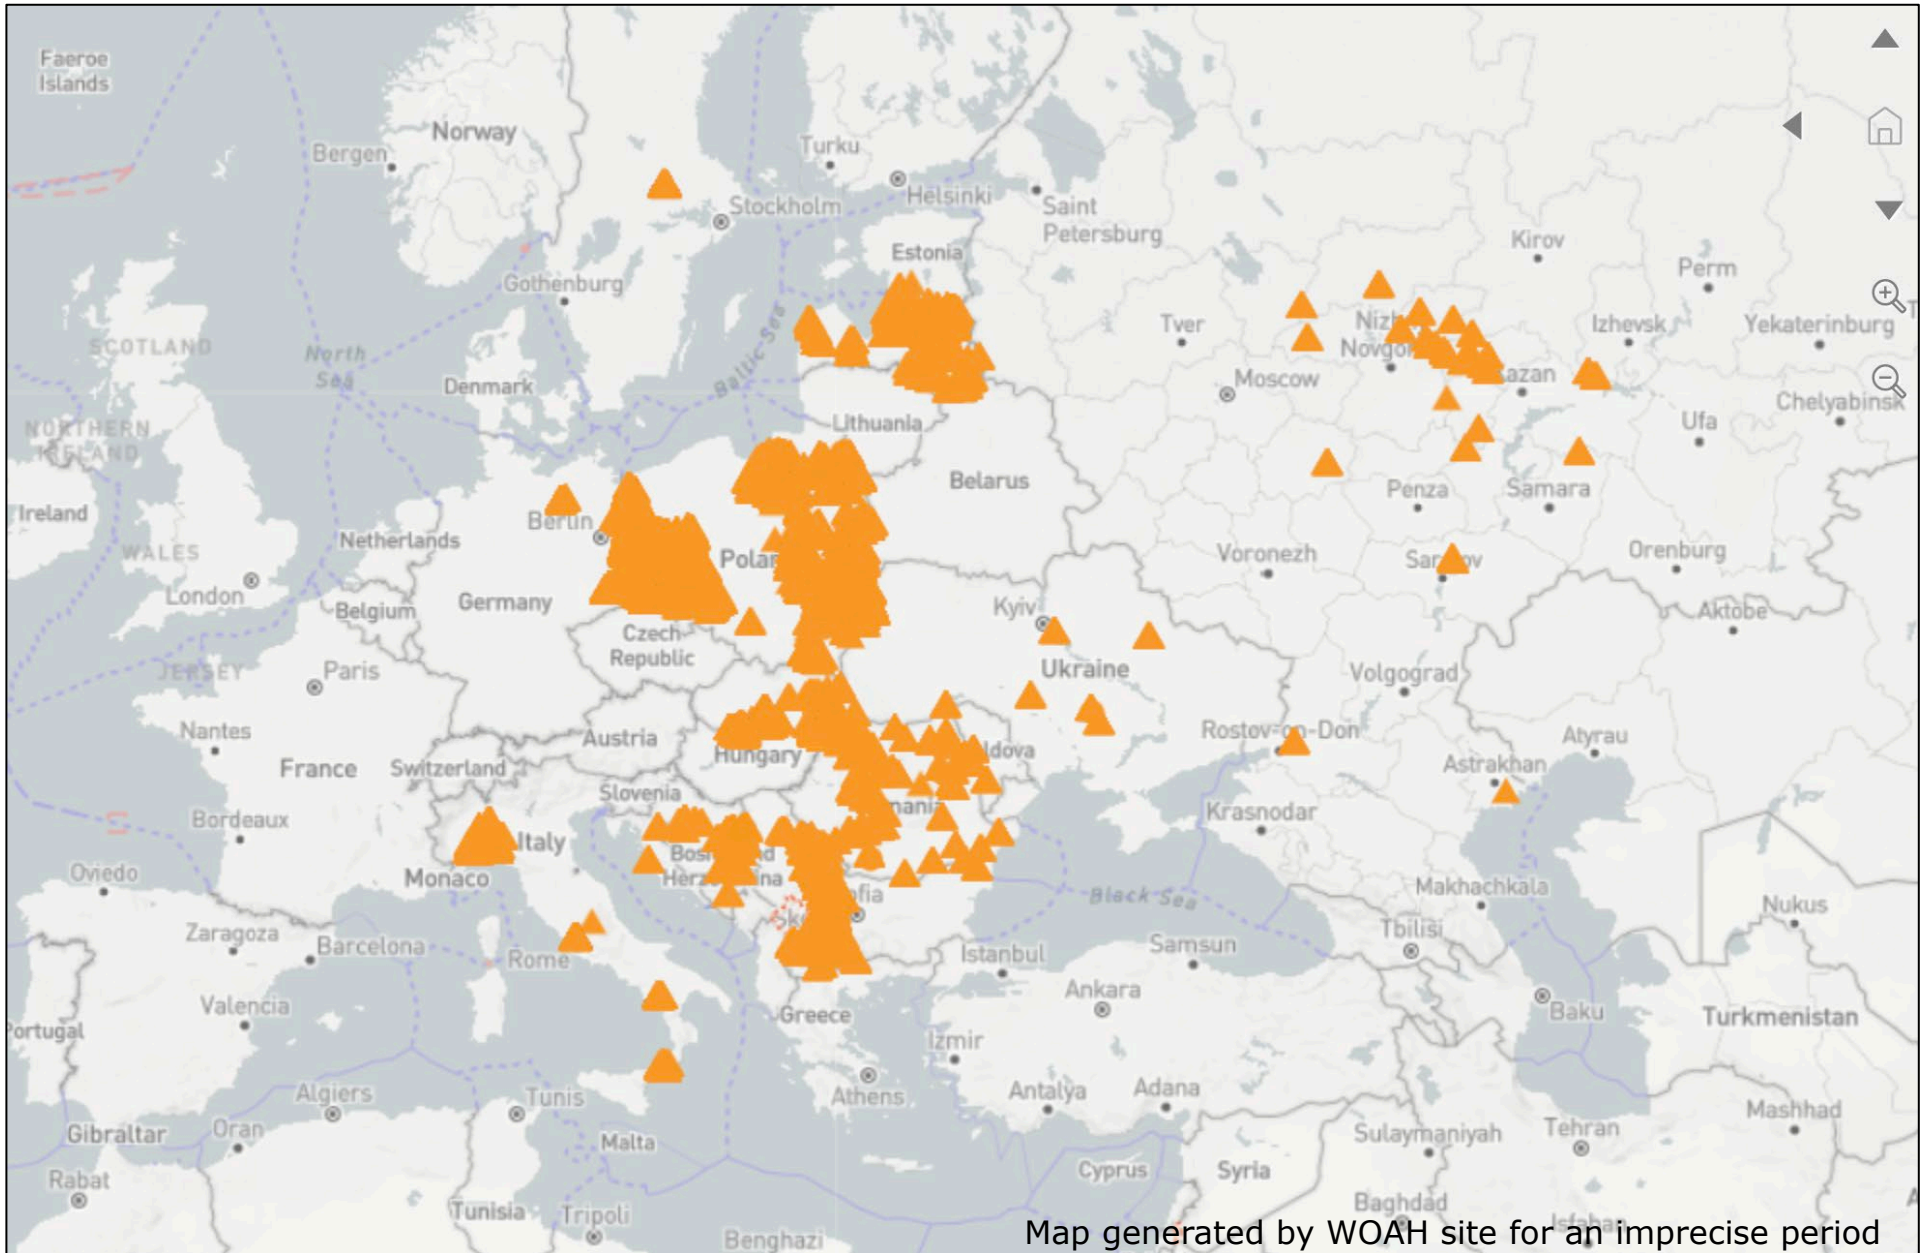 Faeroe
Islands
Norway
Bergen
Turku
Helsinki
Stockholm
Saint
Petersburg
Estonia
Kirov
Perm
Gothenburg
Tver
Izhevsk
Yekaterinburg
SCOTLAND
North
Sea
Baltic Sea
Denmark
Moscow
Chelyabinsk
Ufa
Lithuania
NORTHERN
IRELAND
Belarus
Penza
Samara
Ireland
Berlin
Netherlands
WALES
Voronezh
Orenburg
London
Belgium
Germany
Kyiv
Aktobe
Czech
Republic
JERSEY
Paris
Ukraine
Volgograd
Nantes
Austria
Rostov-on-Don
Atyrau
Hungary
France
Switzerland
Astrakhan
Slovenia
Bordeaux
Krasnodar
Italy
Oviedo
Monaco
Makhachkala
Black Sea
Nukus
Zaragoza
Barcelona
Rome
Istanbul
Samsun
Tbilisi
Valencia
Ankara
Baku
Portugal
Greece
Turkmenistan
Izmir
Algiers
Tunis
Athens
Antalya
Adana
Mashhad
Gibraltar
Oran
Malta
Sulaymaniyah
Tehran
Rabat
Cyprus
Syria
Tunisia
Tripoli
Baghdad
Benghazi
Isfahan
Map generated by WOAH site for an imprecise period